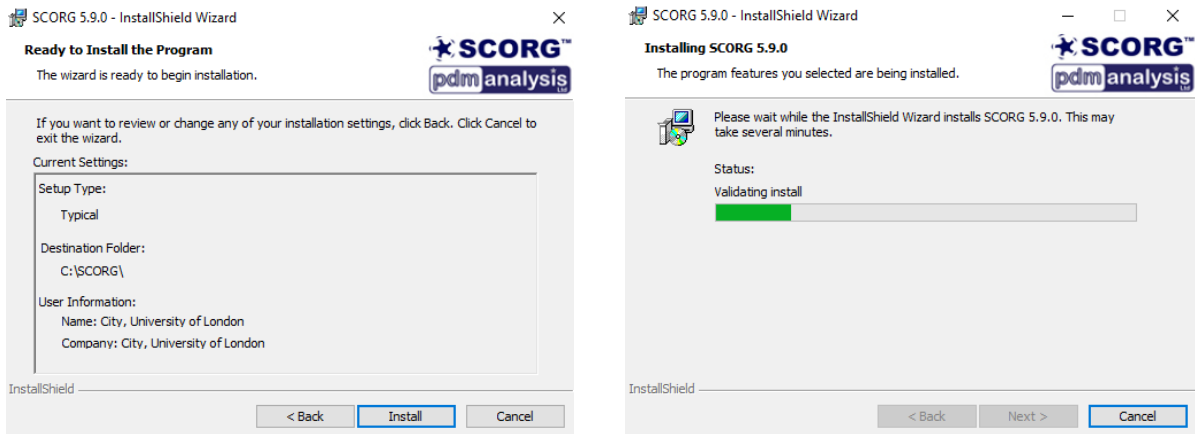 SCORG 5.9.0 - InstallShield Wizard
Ready to Install the Program
The wizard is ready to begin installation.
SCORG™
pdm analysis Ltd
If you want to review or change any of your installation settings, click Back. Click Cancel to
exit the wizard.
Current Settings:
Setup Type:
Typical
Destination Folder:
C:\SCORG\
User Information:
Name: City, University of London
Company: City, University of London
InstallShield
< Back
Install
Cancel
SCORG 5.9.0 - InstallShield Wizard
Installing SCORG 5.9.0
The program features you selected are being installed.
SCORG™
pdm analysis Ltd
Please wait while the InstallShield Wizard installs SCORG 5.9.0. This may
take several minutes.
Status:
Validating install
InstallShield
< Back
Next >
Cancel